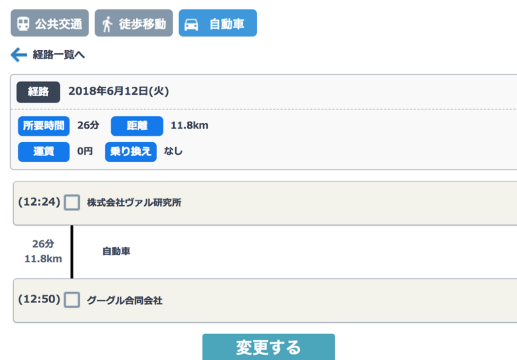 公共交通 徒歩移動 自動車
経路一覧へ
経路 2018年6月12日(火)
所要時間 26分 距離 11.8km
運賃 0円 乗り換え なし
(12:24) 株式会社ヴァル研究所
26分
11.8km
自動車
(12:50) グーグル合同会社
変更する